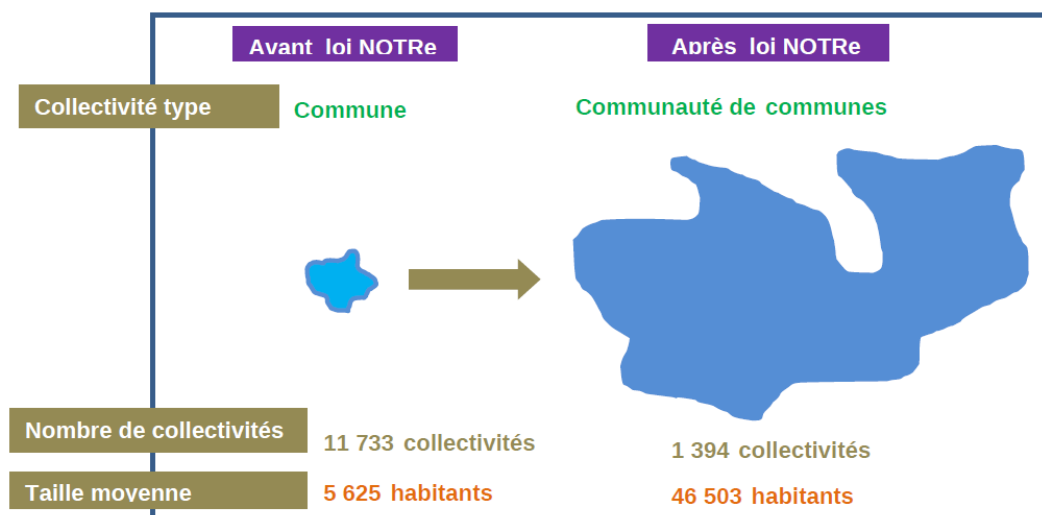 Avant loi NOTRe
Après loi NOTRe
Collectivité type
Commune
Communauté de communes
Nombre de collectivités
11 733 collectivités
1 394 collectivités
Taille moyenne
5 625 habitants
46 503 habitants